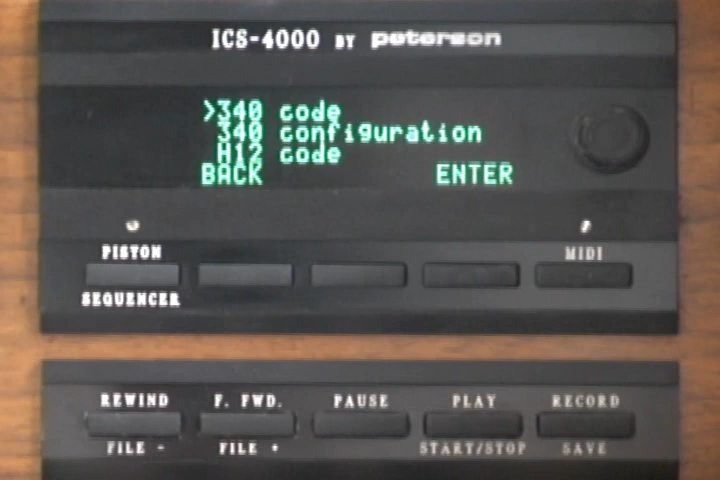 ICS-4000 BY peterson
>340 code
340 configuration
H12 code
BACK ENTER
PISTON MIDI
SEQUENCER
REWIND F. FWD. PAUSE PLAY RECORD
FILE - FILE + START/STOP SAVE